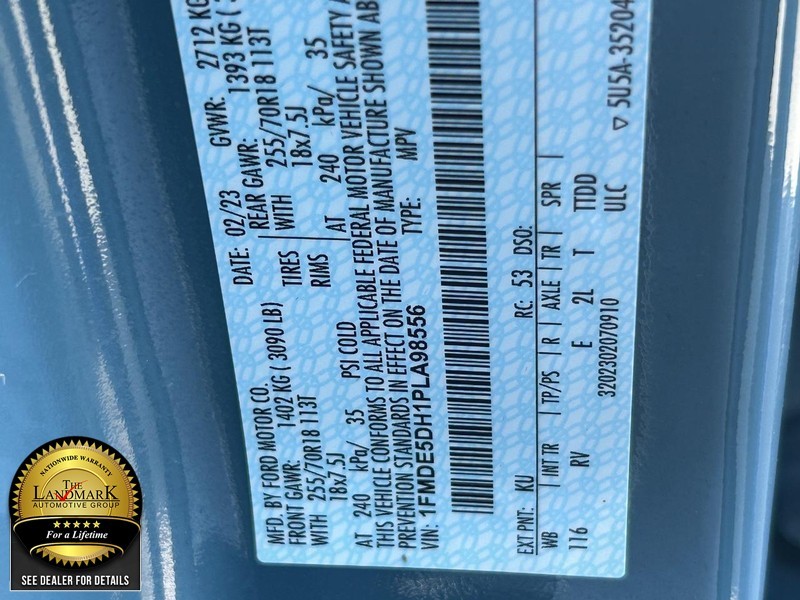 MFD. BY FORD MOTOR CO.
DATE: 02/23 GVWR: 2712 KG
FRONT GAWR: 1402 KG ( 3090 LB) REAR GAWR: 1393 KG (
WITH 255/70R18 113T TIRES WITH 255/70R18 113T
18x7.5J RIMS 18x7.5J
AT 240 kPa/ 35 PSI COLD AT 240 kPa/ 35
THIS VEHICLE CONFORMS TO ALL APPLICABLE FEDERAL MOTOR VEHICLE SAFETY
PREVENTION STANDARDS IN EFFECT ON THE DATE OF MANUFACTURE SHOWN AB
VIN: 1FMDE5DH1PLA98556 TYPE: MPV
EXT PNT: KU RC: 53 DSO:
WB INT TR TP/PS R AXLE TR SPR
116 RV E 2L T TTDD
3202302070910 ULC
5U5A-35204
NATIONWIDE WARRANTY
THE LANDMARK
AUTOMOTIVE GROUP
For a Lifetime
SEE DEALER FOR DETAILS